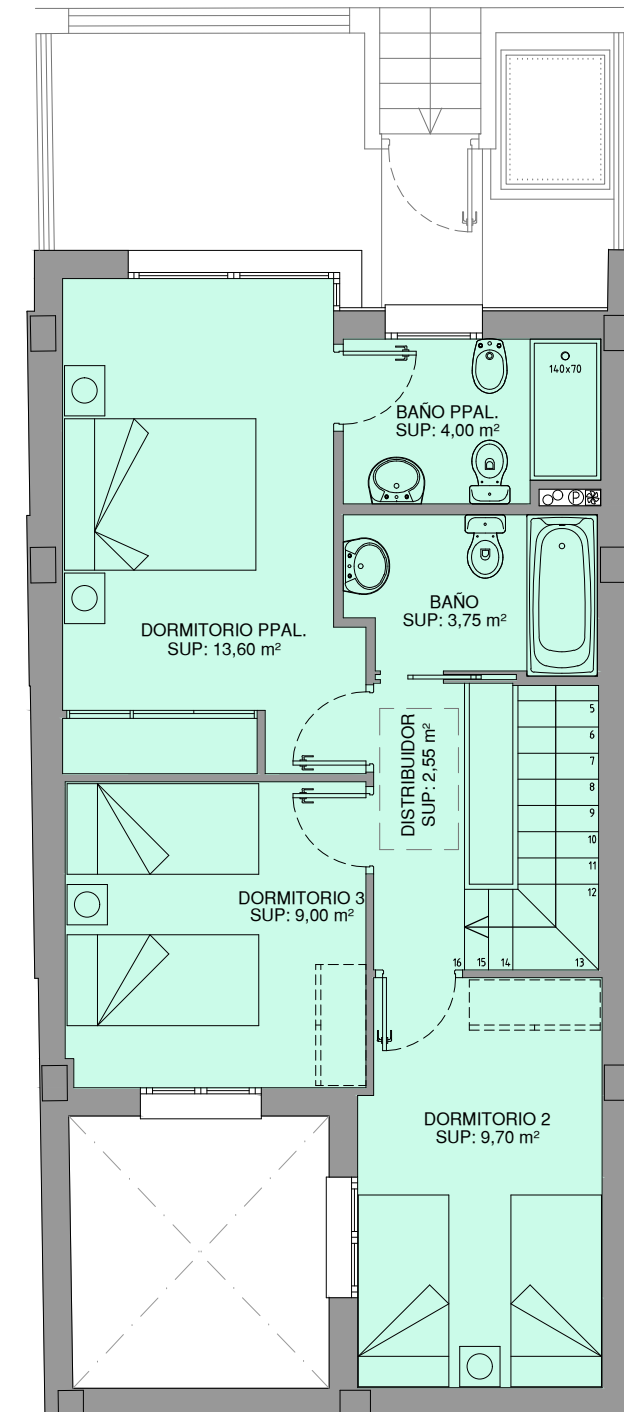 140x70
BAÑO PPAL.
SUP: 4,00 m²
P
BAÑO
SUP: 3,75 m²
DORMITORIO PPAL.
SUP: 13,60 m²
DISTRIBUIDOR
SUP: 2,55 m²
5
6
7
8
9
10
11
12
DORMITORIO 3
SUP: 9,00 m²
16 15 14 13
DORMITORIO 2
SUP: 9,70 m²